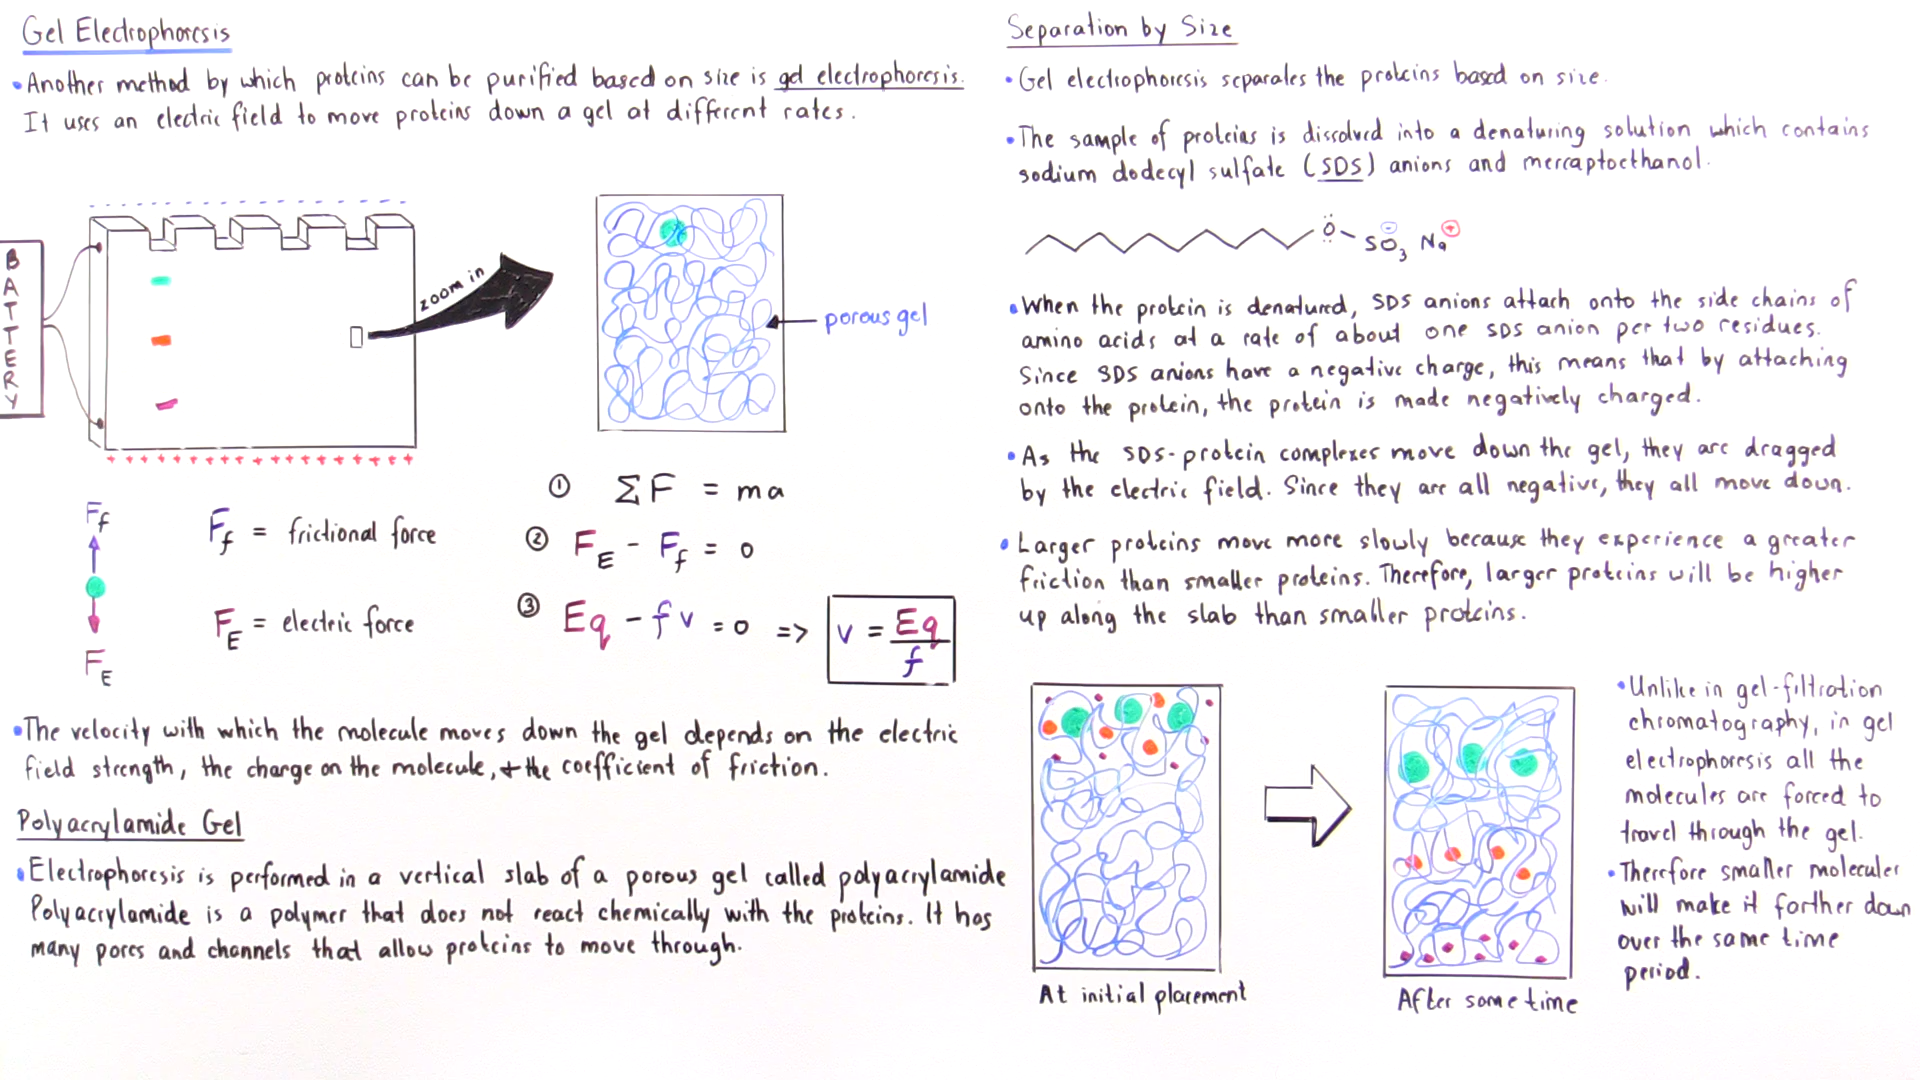 Gel Electrophoresis
•Another method by which proteins can be purified based on size is gel electrophoresis.
It uses an electric field to move proteins down a gel at different rates.
BATTERY
- - - - - - - - - - - - - - - - - - - - - -
zoom in
porous gel
+ + + + + + + + + + + + + + + + + + +
Ff
FE
Ff = frictional force
FE = electric force
① ΣF = ma
② FE - Ff = 0
③ Eq - fv = 0 => v = Eq/f
•The velocity with which the molecule moves down the gel depends on the electric
field strength, the charge on the molecule, + the coefficient of friction.
Polyacrylamide Gel
•Electrophoresis is performed in a vertical slab of a porous gel called polyacrylamide
Polyacrylamide is a polymer that does not react chemically with the proteins. It has
many pores and channels that allow proteins to move through.
Separation by Size
•Gel electrophoresis separates the proteins based on size.
•The sample of proteins is dissolved into a denaturing solution which contains
sodium dodecyl sulfate (SDS) anions and mercaptoethanol.
O - SO3⊖ Na⊕
•When the protein is denatured, SDS anions attach onto the side chains of
amino acids at a rate of about one SDS anion per two residues.
Since SDS anions have a negative charge, this means that by attaching
onto the protein, the protein is made negatively charged.
•As the SDS-protein complexes move down the gel, they are dragged
by the electric field. Since they are all negative, they all move down.
•Larger proteins move more slowly because they experience a greater
friction than smaller proteins. Therefore, larger proteins will be higher
up along the slab than smaller proteins.
At initial placement
After some time
•Unlike in gel-filtration
chromatography, in gel
electrophoresis all the
molecules are forced to
travel through the gel.
•Therefore smaller molecules
will make it farther down
over the same time
period.